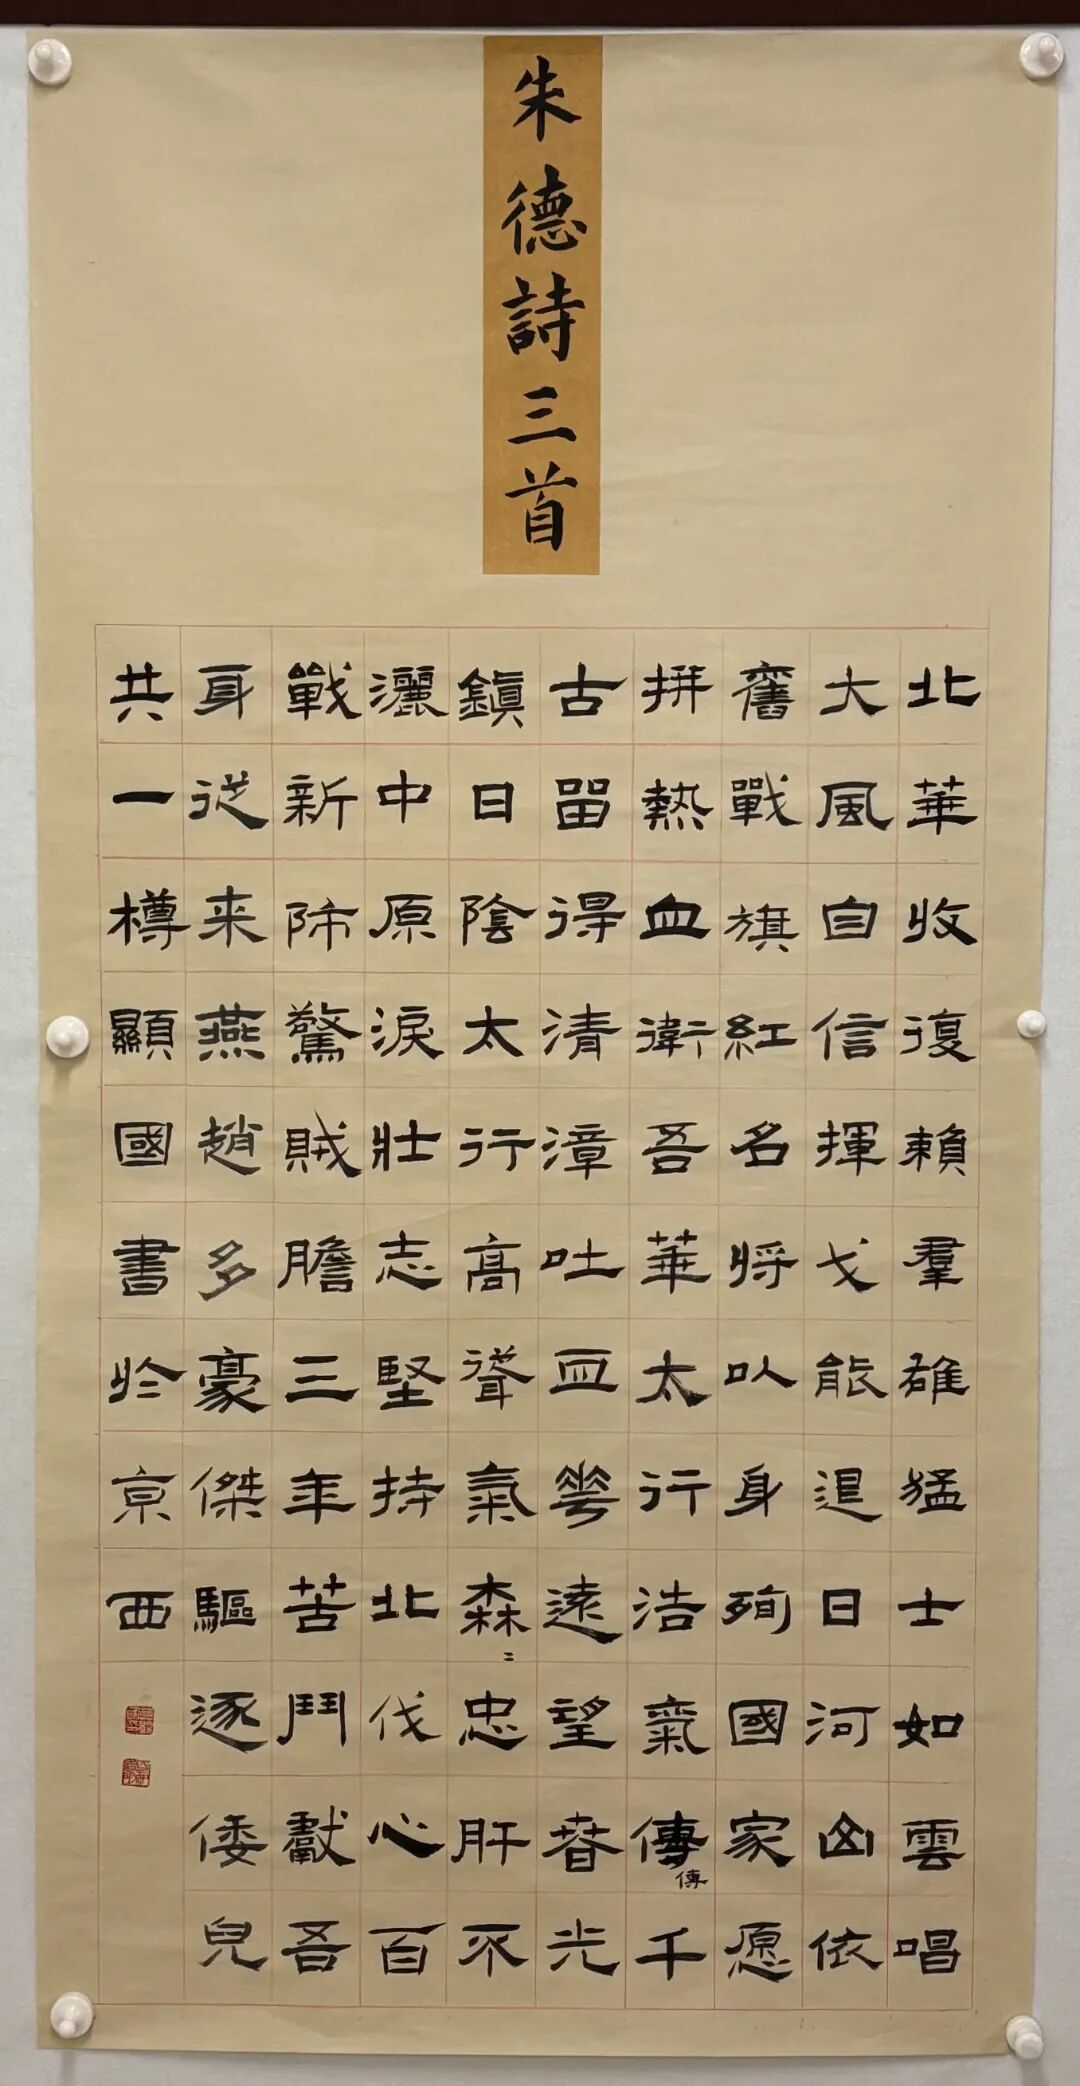 朱德詩三首
北華收復賴羣雄猛士如雲唱
大風自信揮戈能退日河山依
舊戰旗紅名将以身殉國家愿
拼熱血衛吾華太行浩氣傳千
傳
古留得清漳吐血花遠望春光
鎮日陰太行高聳氣森二忠肝不
灑中原淚壯志堅持北伐心百
戰新師驚賊膽三年苦鬥獻吾
身從来燕趙多豪傑驅逐倭兒
共一樽顯國書於京西